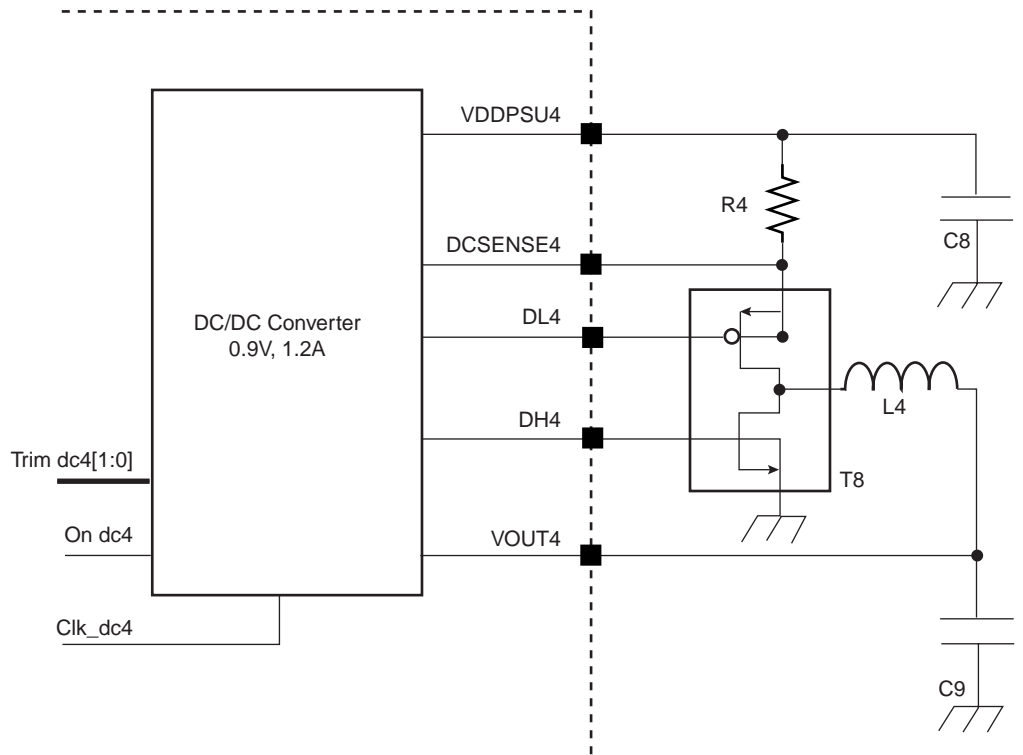 VDDPSU4
R4
C8
DCSENSE4
DC/DC Converter
0.9V, 1.2A
DL4
L4
DH4
Trim dc4[1:0]
T8
On dc4
VOUT4
Clk_dc4
C9